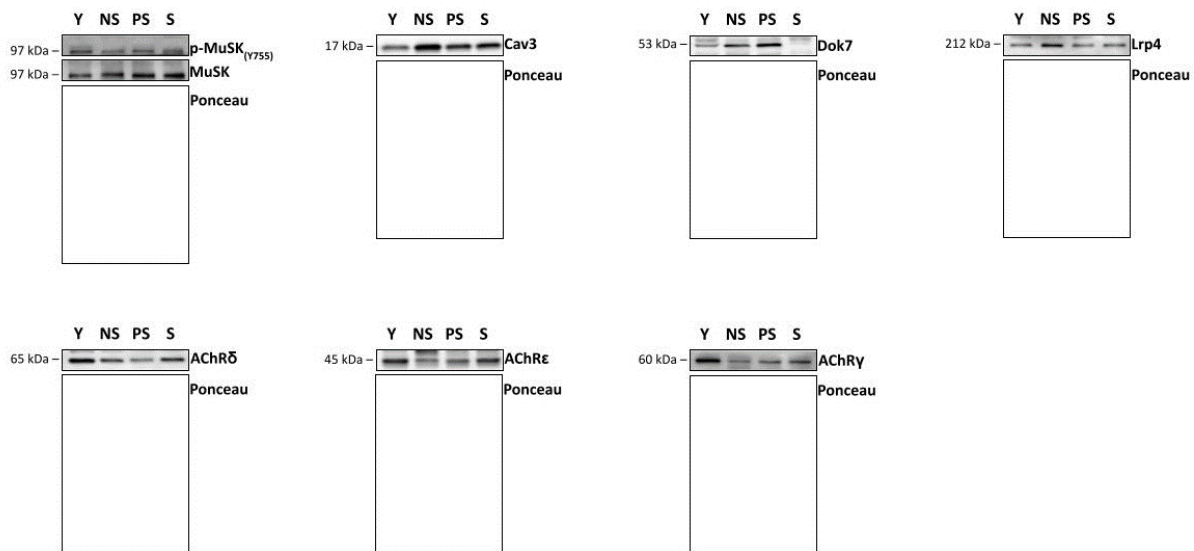 Y NS PS S
97 kDa – p-MuSK(Y755)
97 kDa – MuSK
Ponceau
Y NS PS S
17 kDa – Cav3
Ponceau
Y NS PS S
53 kDa – Dok7
Ponceau
Y NS PS S
212 kDa – Lrp4
Ponceau
Y NS PS S
65 kDa – AChRδ
Ponceau
Y NS PS S
45 kDa – AChRε
Ponceau
Y NS PS S
60 kDa – AChRγ
Ponceau